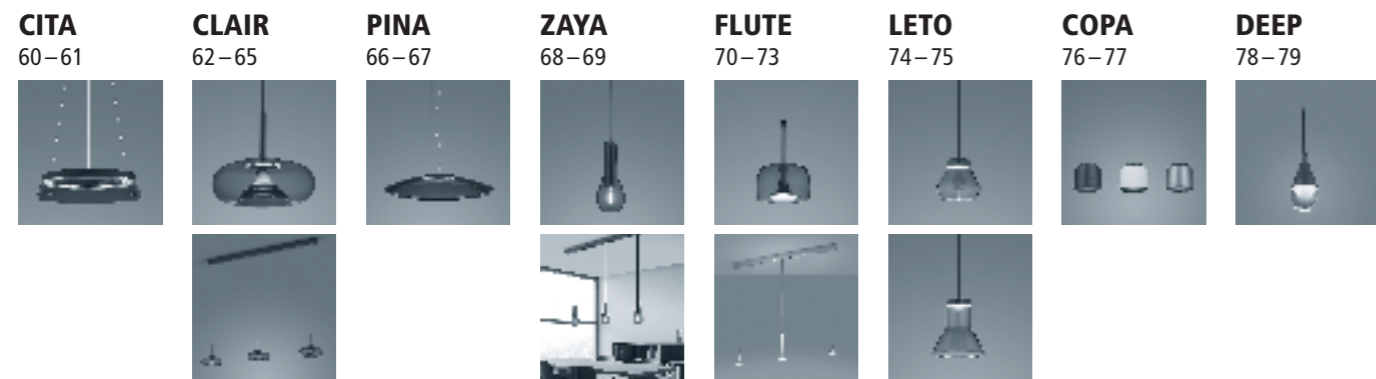 CITA
60–61
CLAIR
62–65
PINA
66–67
ZAYA
68–69
FLUTE
70–73
LETO
74–75
COPA
76–77
DEEP
78–79